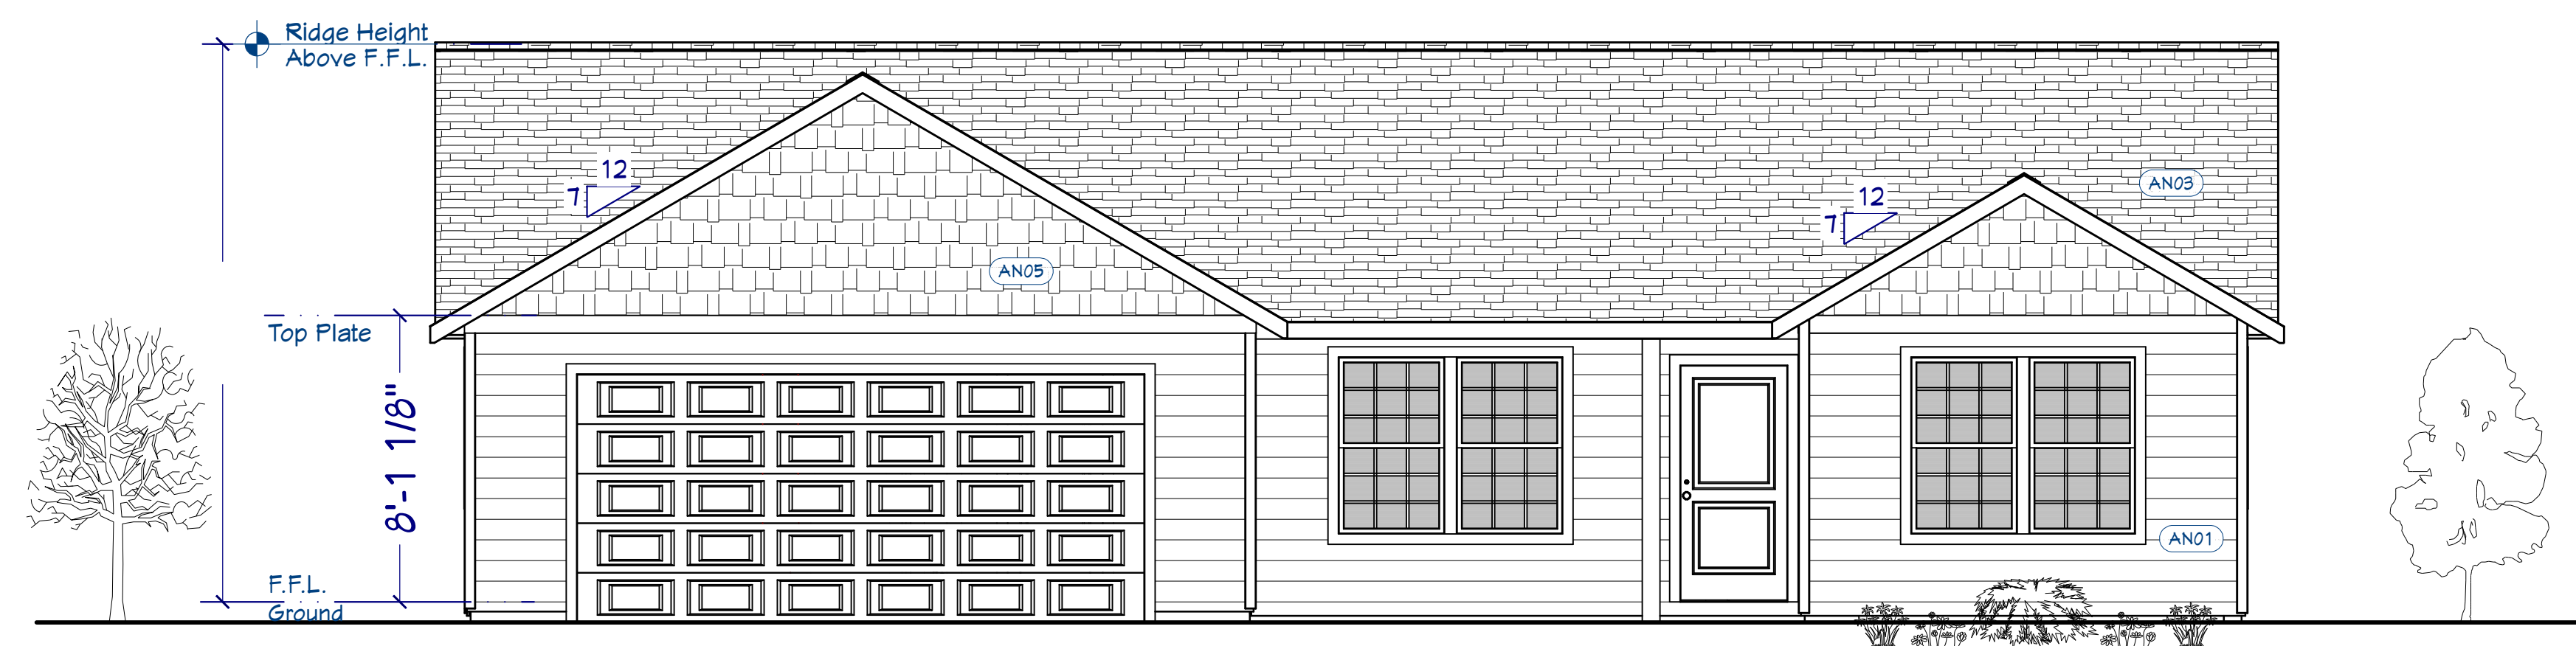 Ridge Height
Above F.F.L.
12
7
AN03
12
7
AN05
Top Plate
8'-1 1/8"
AN01
F.F.L.
Ground